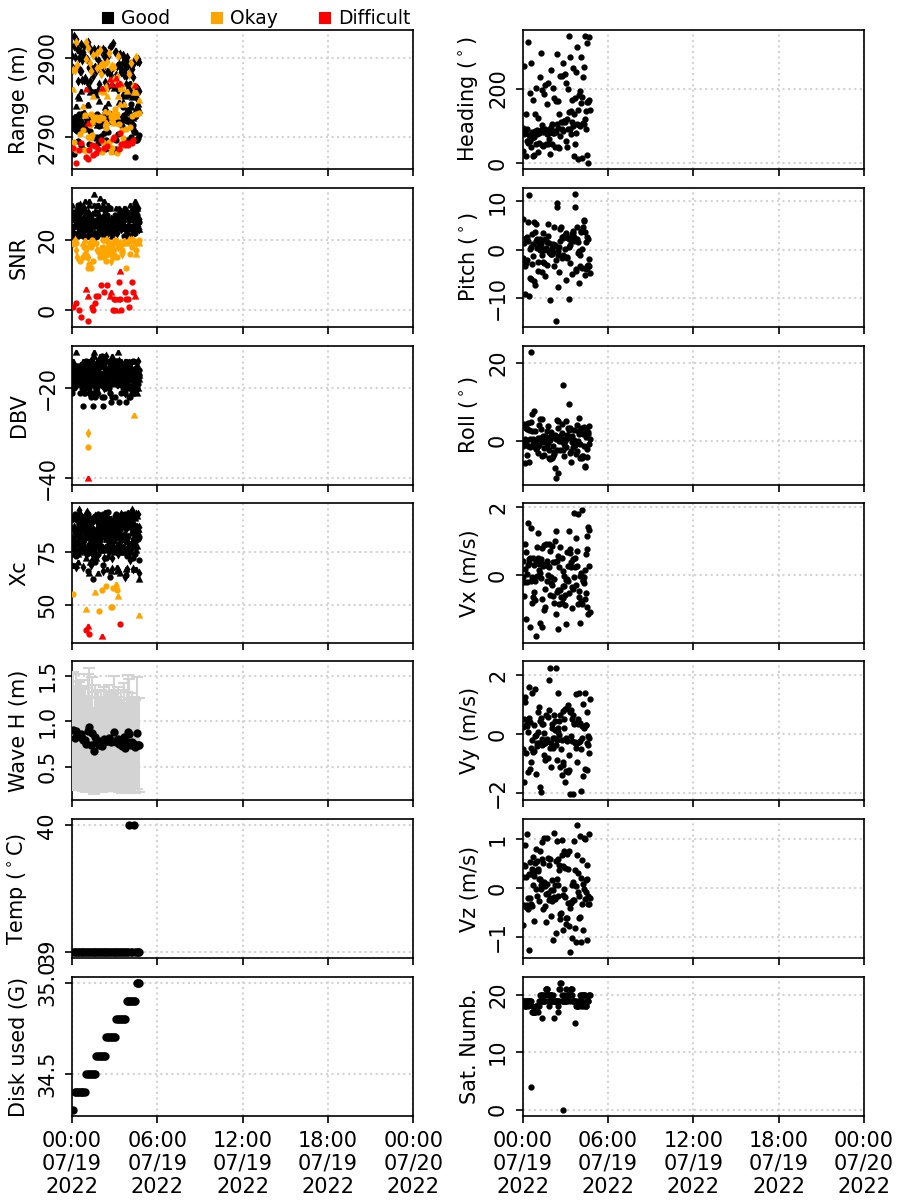 Good Okay Difficult
Range (m)
2900
2790
Heading (°)
200
0
SNR
20
0
Pitch (°)
10
0
−10
DBV
−20
−40
Roll (°)
20
0
Xc
75
50
Vx (m/s)
2
0
Wave H (m)
1.5
1.0
0.5
Vy (m/s)
2
0
−2
Temp (°C)
40
39
Vz (m/s)
1
0
−1
Disk used (G)
35.0
34.5
Sat. Numb.
20
10
0
00:00 06:00 12:00 18:00 00:00
07/19 07/19 07/19 07/19 07/20
2022 2022 2022 2022 2022
00:00 06:00 12:00 18:00 00:00
07/19 07/19 07/19 07/19 07/20
2022 2022 2022 2022 2022